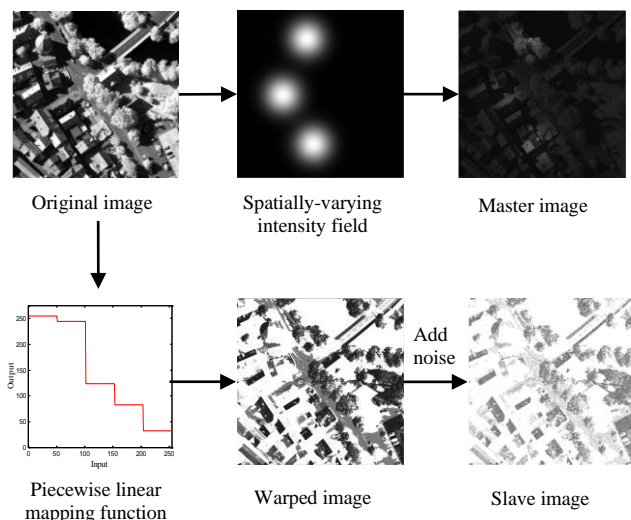 Original image
Spatially-varying
intensity field
Master image
250
200
150
100
50
0
Output
0 50 100 150 200 250
Input
Add
noise
Piecewise linear
mapping function
Warped image
Slave image